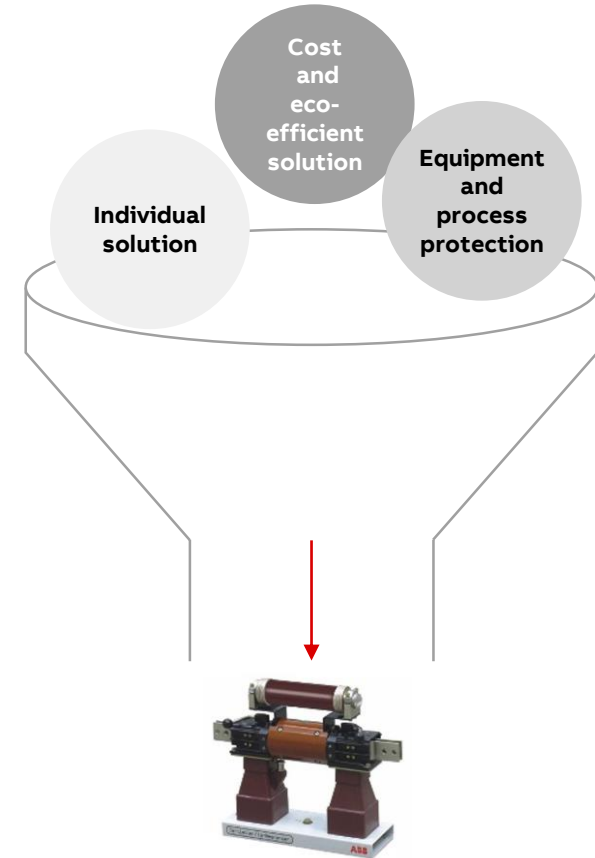 Cost
and
eco-
efficient
solution
Equipment
and
process
protection
Individual
solution
ABB